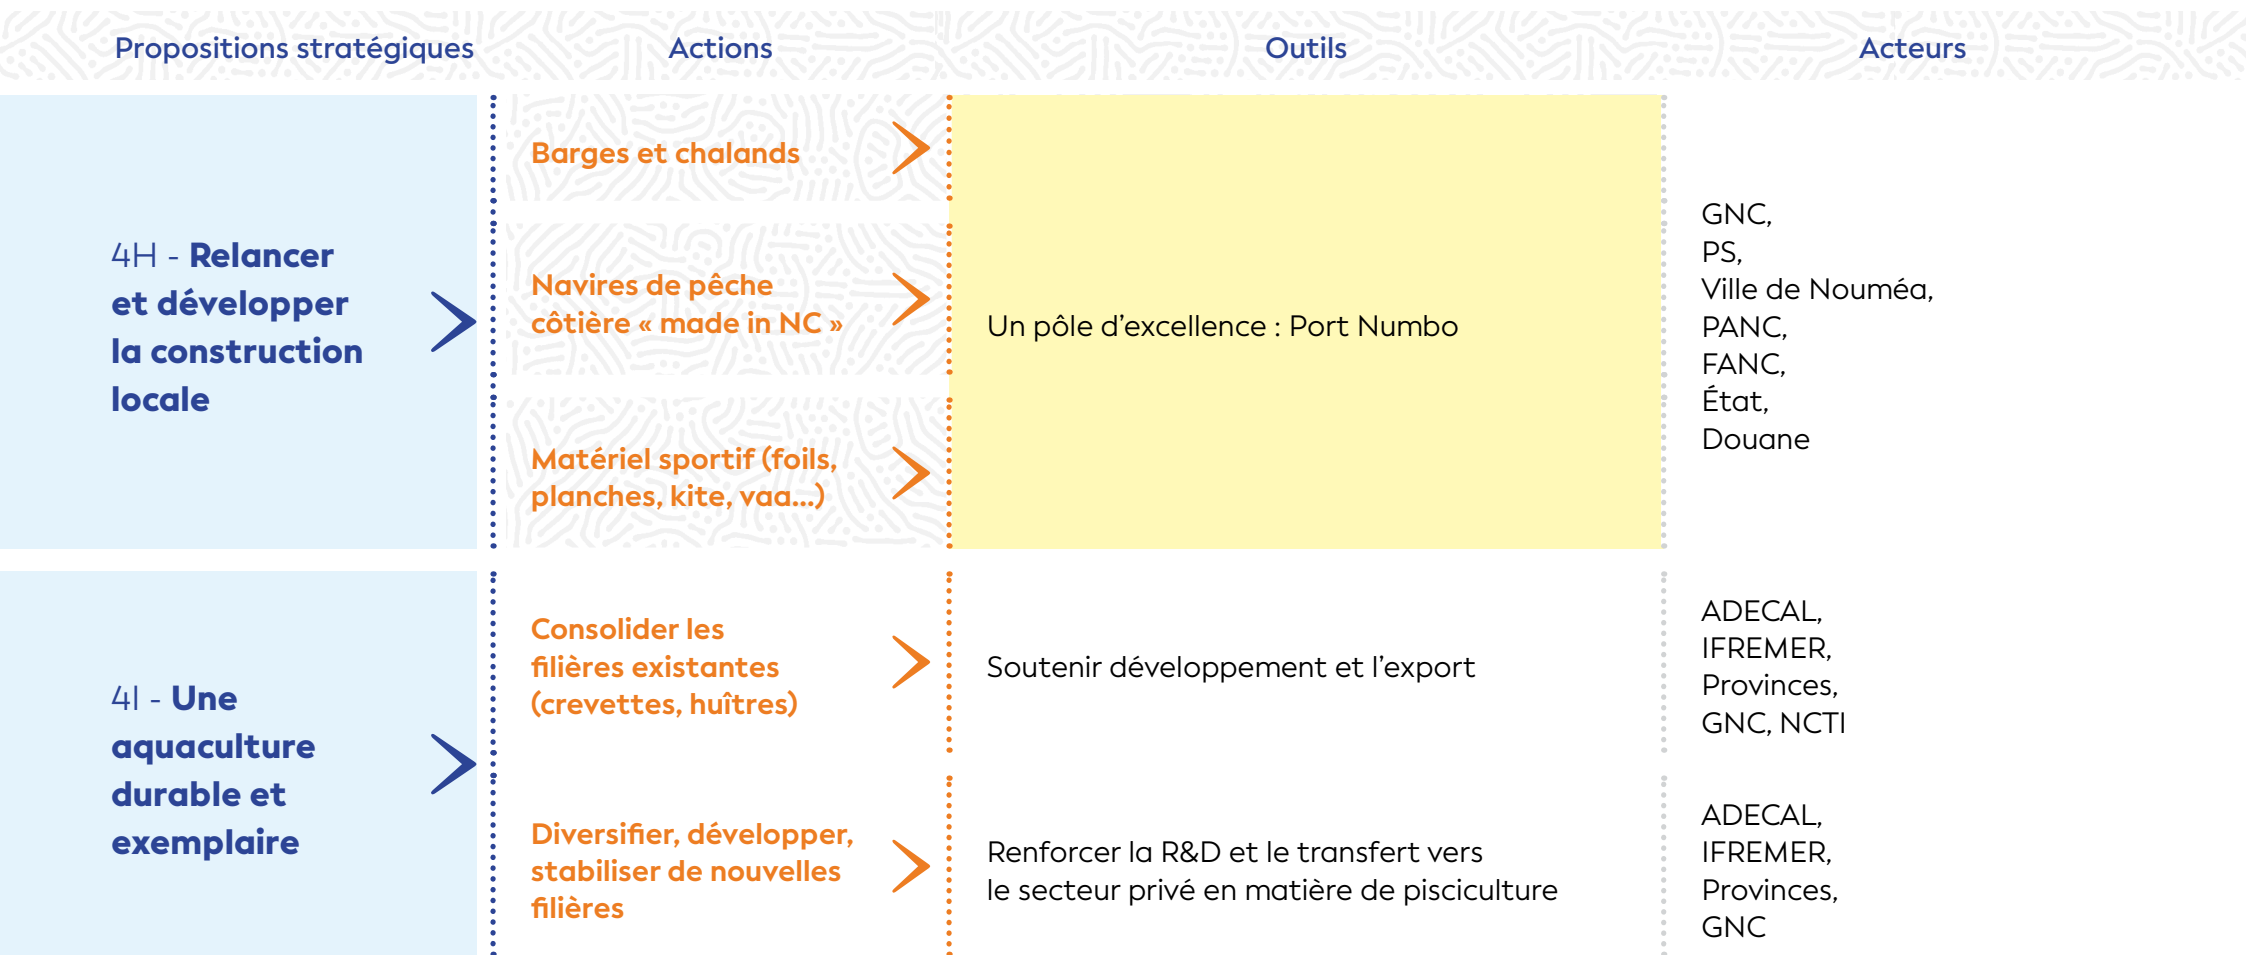 Propositions stratégiques
Actions
Outils
Acteurs
4H - Relancer
et développer
la construction
locale
Barges et chalands
Navires de pêche
côtière « made in NC »
Matériel sportif (foils,
planches, kite, vaa...)
Un pôle d’excellence : Port Numbo
GNC,
PS,
Ville de Nouméa,
PANC,
FANC,
État,
Douane
4I - Une
aquaculture
durable et
exemplaire
Consolider les
filières existantes
(crevettes, huîtres)
Soutenir développement et l’export
ADECAL,
IFREMER,
Provinces,
GNC, NCTI
Diversifier, développer,
stabiliser de nouvelles
filières
Renforcer la R&D et le transfert vers
le secteur privé en matière de pisciculture
ADECAL,
IFREMER,
Provinces,
GNC